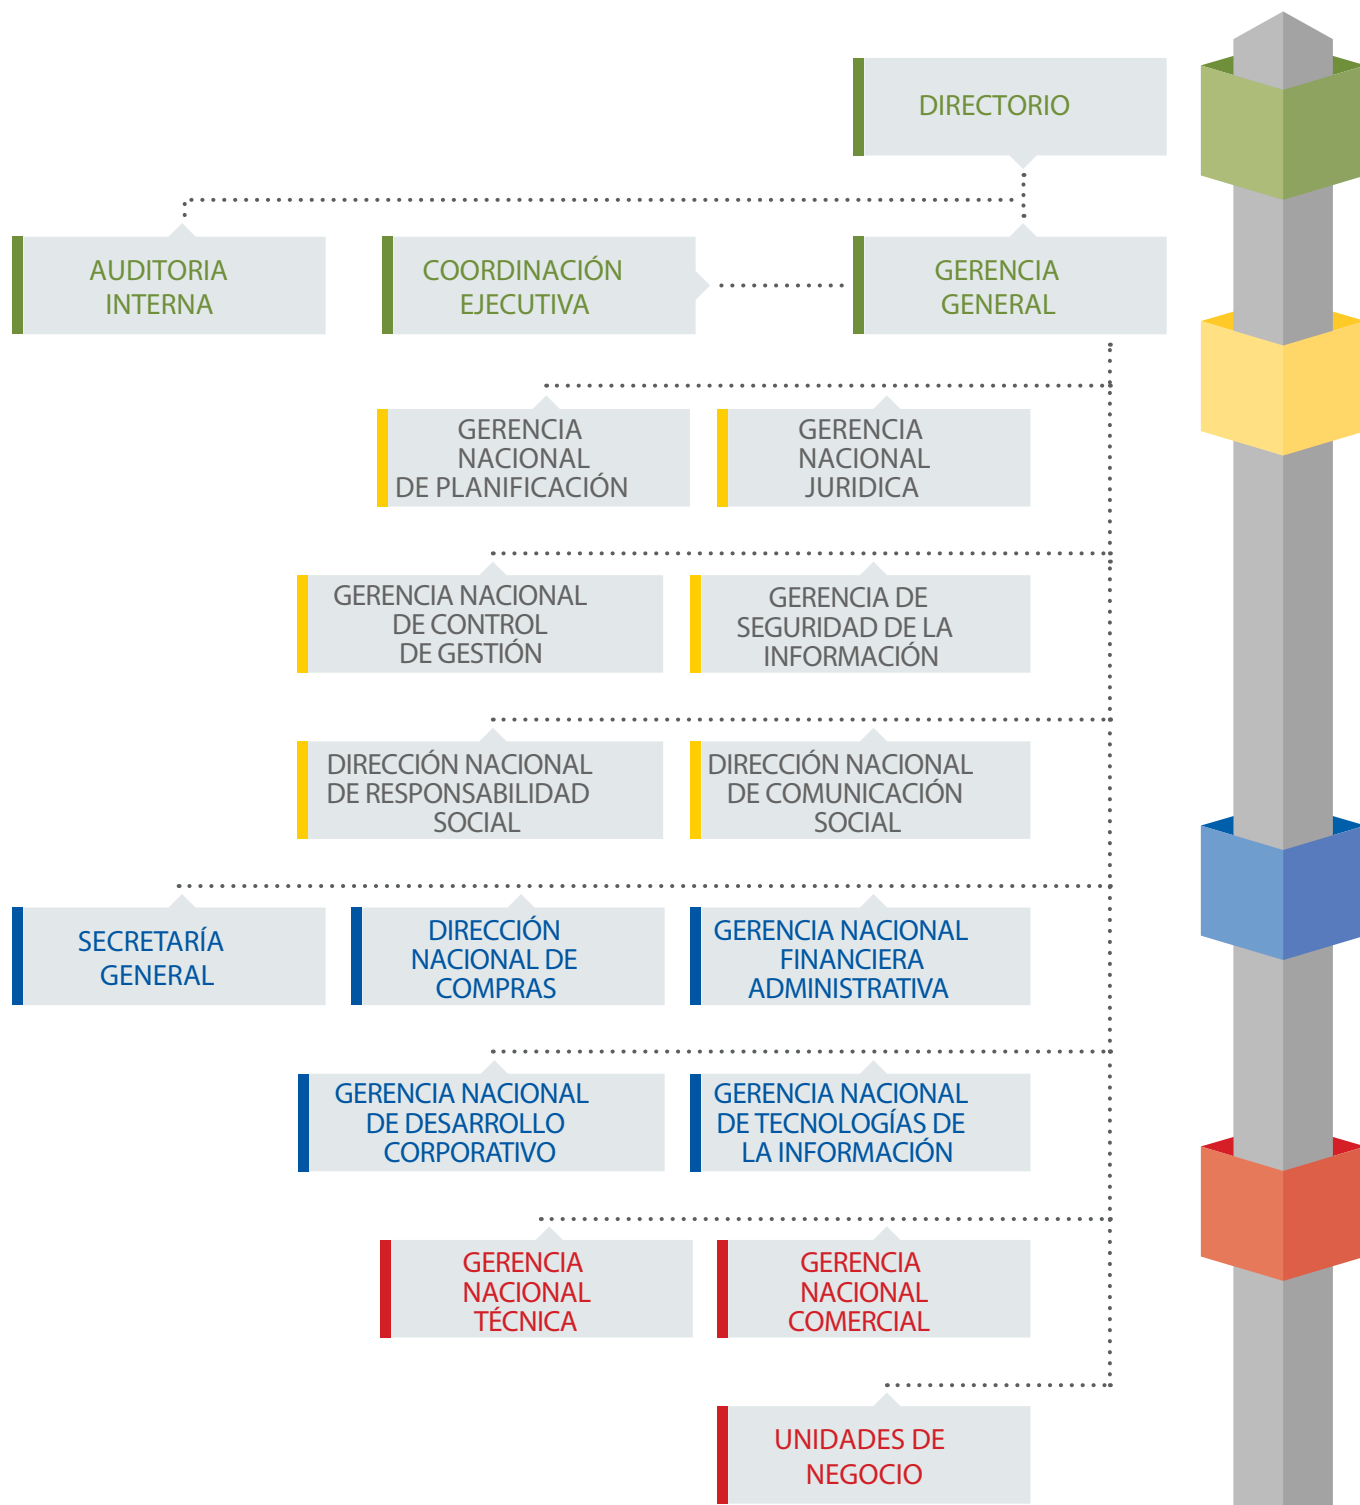 DIRECTORIO
AUDITORIA
INTERNA
COORDINACIÓN
EJECUTIVA
GERENCIA
GENERAL
GERENCIA
NACIONAL
DE PLANIFICACIÓN
GERENCIA
NACIONAL
JURIDICA
GERENCIA NACIONAL
DE CONTROL
DE GESTIÓN
GERENCIA DE
SEGURIDAD DE LA
INFORMACIÓN
DIRECCIÓN NACIONAL
DE RESPONSABILIDAD
SOCIAL
DIRECCIÓN NACIONAL
DE COMUNICACIÓN
SOCIAL
SECRETARÍA
GENERAL
DIRECCIÓN
NACIONAL DE
COMPRAS
GERENCIA NACIONAL
FINANCIERA
ADMINISTRATIVA
GERENCIA NACIONAL
DE DESARROLLO
CORPORATIVO
GERENCIA NACIONAL
DE TECNOLOGÍAS DE
LA INFORMACIÓN
GERENCIA
NACIONAL
TÉCNICA
GERENCIA
NACIONAL
COMERCIAL
UNIDADES DE
NEGOCIO